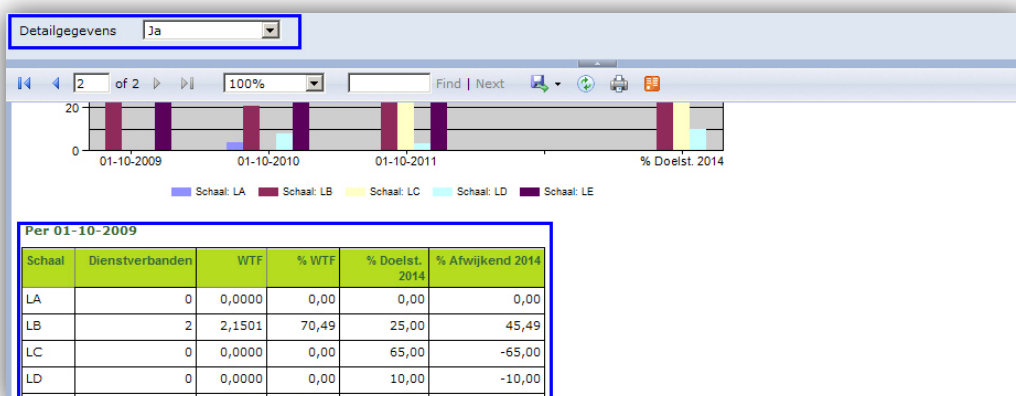 Detailgegevens Ja
2 of 2 100% Find | Next
20
0
01-10-2009 01-10-2010 01-10-2011 % Doelst. 2014
Schaal: LA Schaal: LB Schaal: LC Schaal: LD Schaal: LE
Per 01-10-2009
Schaal Dienstverbanden WTF % WTF % Doelst. 2014 % Afwijkend 2014
LA 0 0,0000 0,00 0,00 0,00
LB 2 2,1501 70,49 25,00 45,49
LC 0 0,0000 0,00 65,00 -65,00
LD 0 0,0000 0,00 10,00 -10,00